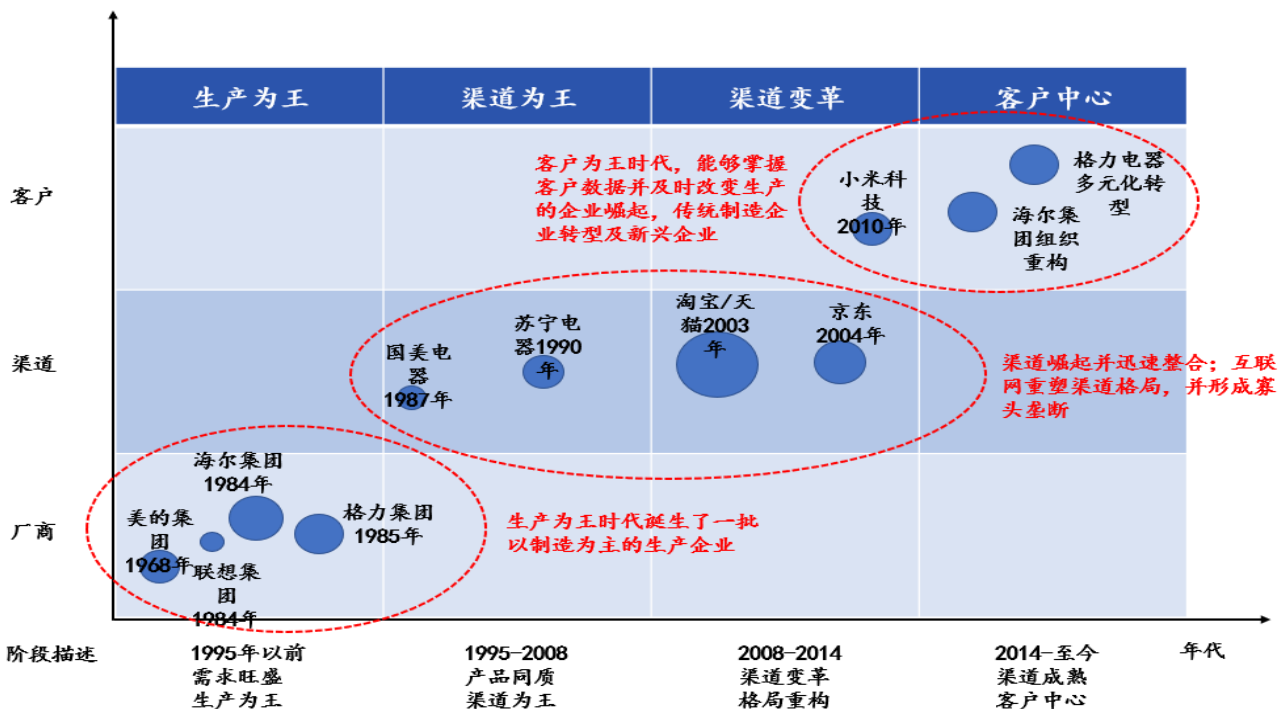 生产为王
渠道为王
渠道变革
客户中心
客户
客户为王时代，能够掌握
客户数据并及时改变生产
的企业崛起，传统制造企
业转型及新兴企业
小米科
技
2010年
格力电器
多元化转
型
海尔集
团组织
重构
渠道
国美电
器
1987年
苏宁电
器1990
年
淘宝/天
猫2003
年
京东
2004年
渠道崛起并迅速整合；互联
网重塑渠道格局，并形成寡
头垄断
厂商
海尔集团
1984年
美的集
团
1968年
联想集
团
1984年
格力集团
1985年
生产为王时代诞生了一批
以制造为主的生产企业
阶段描述
1995年以前
需求旺盛
生产为王
1995-2008
产品同质
渠道为王
2008-2014
渠道变革
格局重构
2014-至今
渠道成熟
客户中心
年代